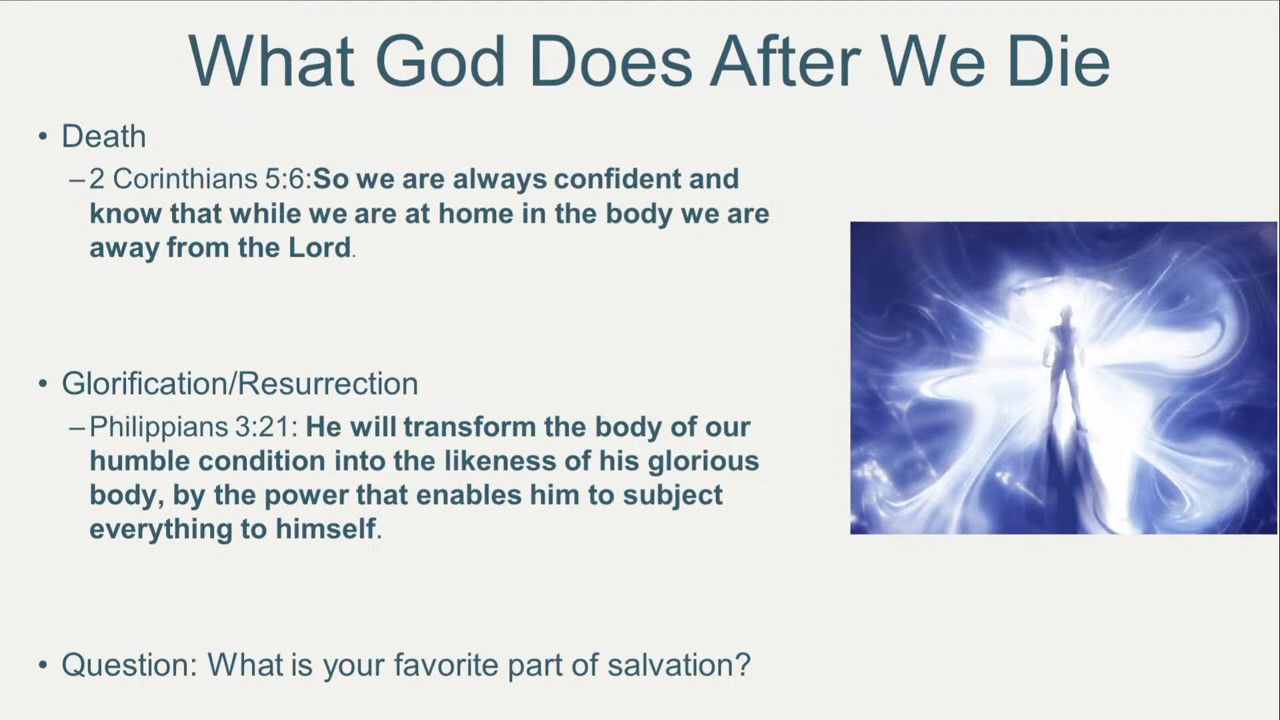 What God Does After We Die
• Death
–2 Corinthians 5:6:So we are always confident and
know that while we are at home in the body we are
away from the Lord.
• Glorification/Resurrection
–Philippians 3:21: He will transform the body of our
humble condition into the likeness of his glorious
body, by the power that enables him to subject
everything to himself.
• Question: What is your favorite part of salvation?